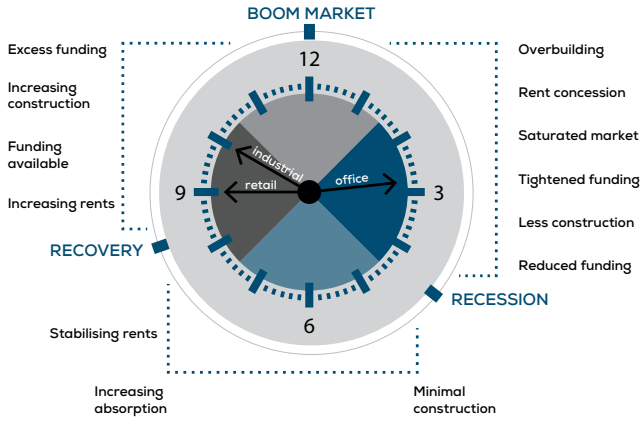 BOOM MARKET
Excess funding
Increasing
construction
Funding
available
Increasing rents
RECOVERY
12
3
6
9
industrial
retail
office
Overbuilding
Rent concession
Saturated market
Tightened funding
Less construction
Reduced funding
RECESSION
Stabilising rents
Increasing
absorption
Minimal
construction